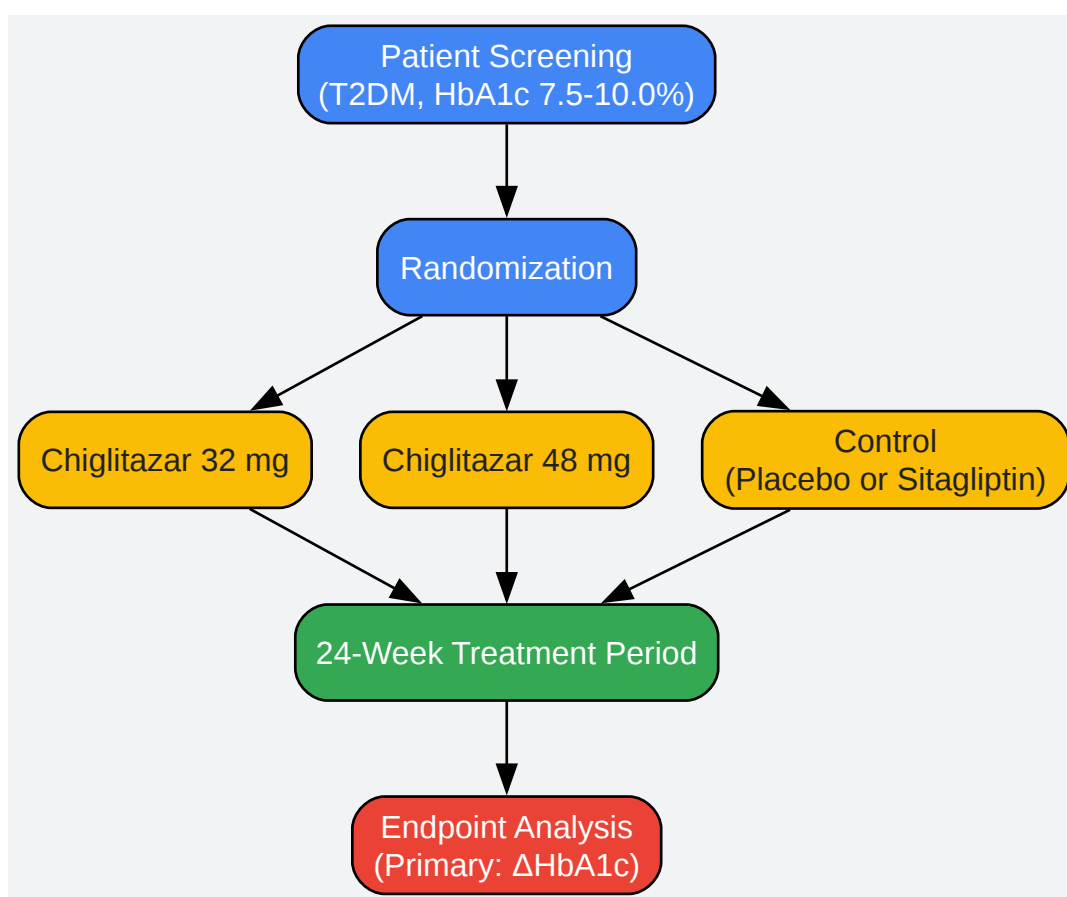 Patient Screening
(T2DM, HbA1c 7.5-10.0%)
Randomization
Chiglitazar 32 mg
Chiglitazar 48 mg
Control
(Placebo or Sitagliptin)
24-Week Treatment Period
Endpoint Analysis
(Primary: ΔHbA1c)